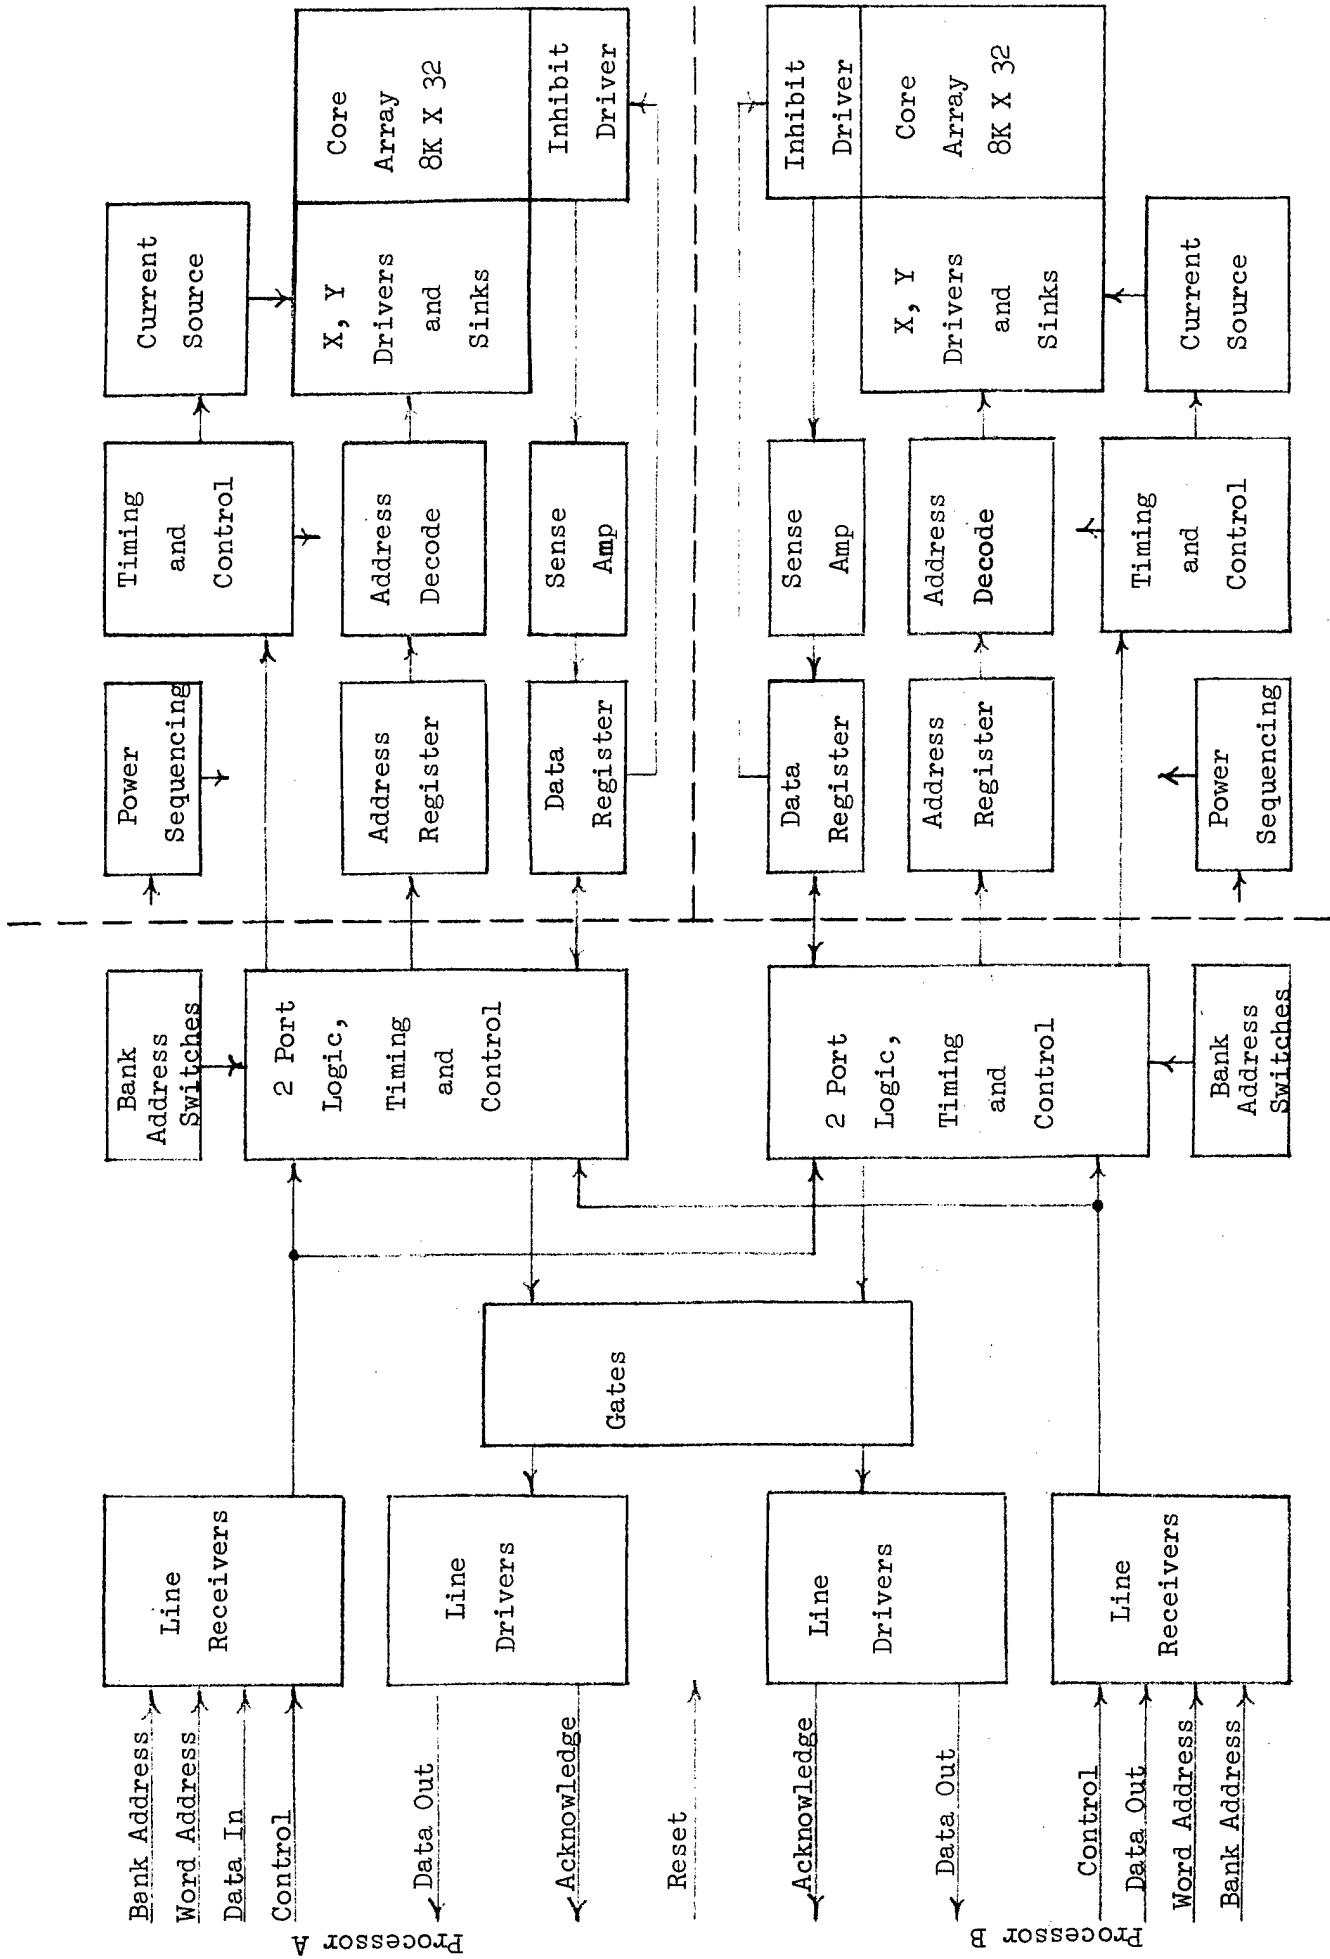 Processor A
Bank Address
Word Address
Data In
Control
Data Out
Acknowledge
Reset
Processor B
Acknowledge
Data Out
Control
Data Out
Word Address
Bank Address
Line
Receivers
Line
Drivers
Line
Drivers
Line
Receivers
Gates
Bank
Address
Switches
2 Port
Logic,
Timing
and
Control
2 Port
Logic,
Timing
and
Control
Bank
Address
Switches
Power
Sequencing
Address
Register
Data
Register
Data
Register
Address
Register
Power
Sequencing
Timing
and
Control
Address
Decode
Sense
Amp
Sense
Amp
Address
Decode
Timing
and
Control
Current
Source
X, Y
Drivers
and
Sinks
Core
Array
8K X 32
Inhibit
Driver
Inhibit
Driver
Core
Array
8K X 32
X, Y
Drivers
and
Sinks
Current
Source